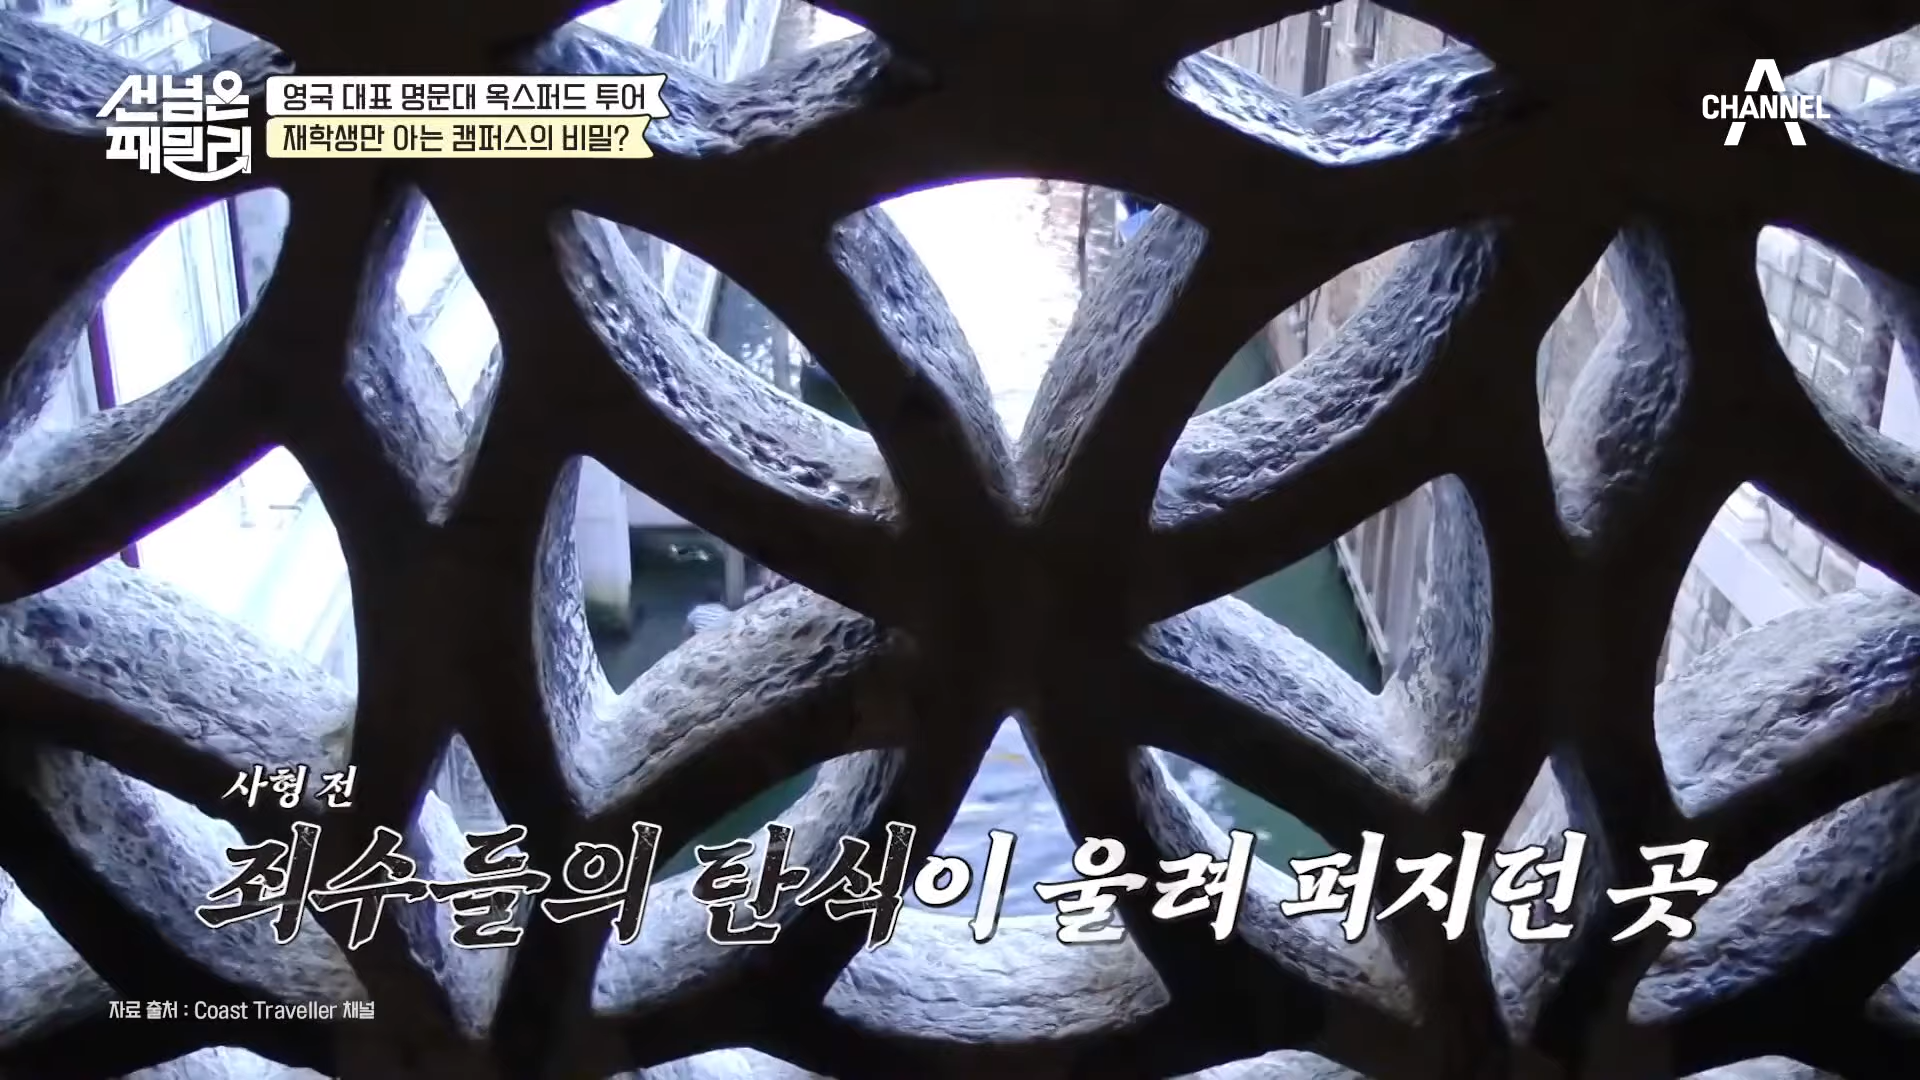 선넘은
패밀리
영국 대표 명문대 옥스퍼드 투어
재학생만 아는 캠퍼스의 비밀?
CHANNEL A
사형 전
죄수들의 탄식이 울려 퍼지던 곳
자료 출처 : Coast Traveller 채널